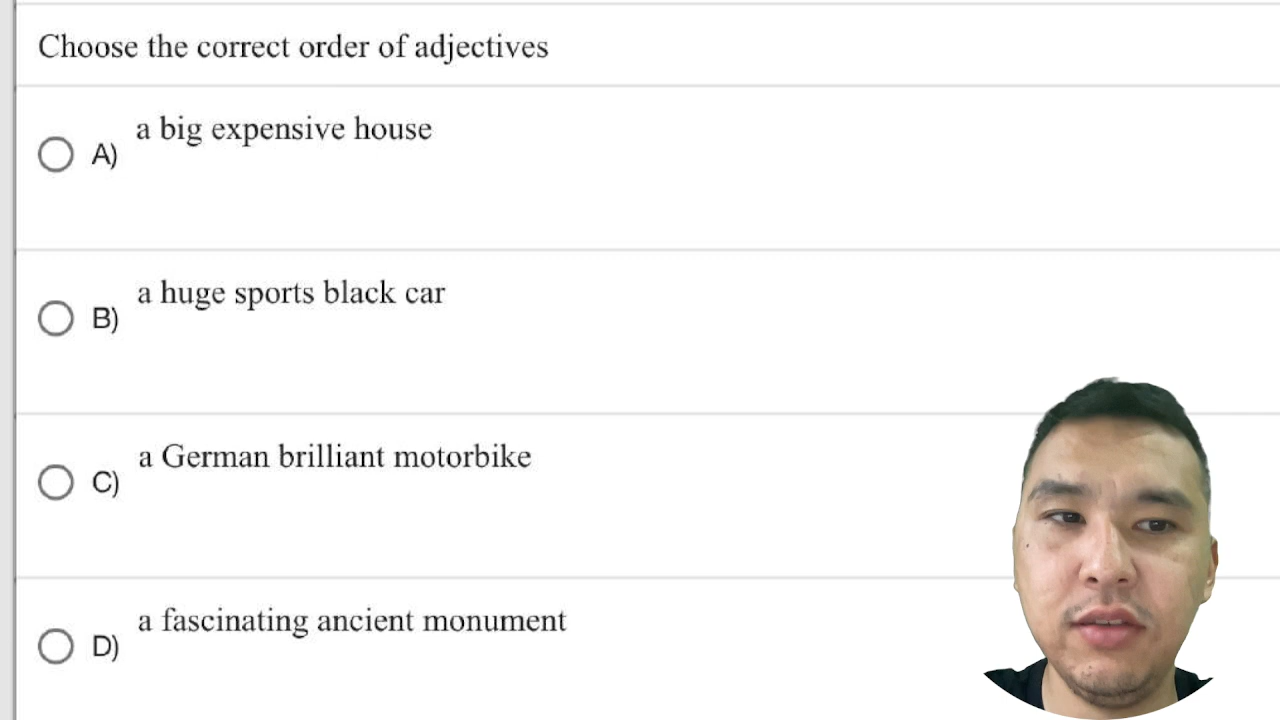 Choose the correct order of adjectives
A) a big expensive house
B) a huge sports black car
C) a German brilliant motorbike
D) a fascinating ancient monument